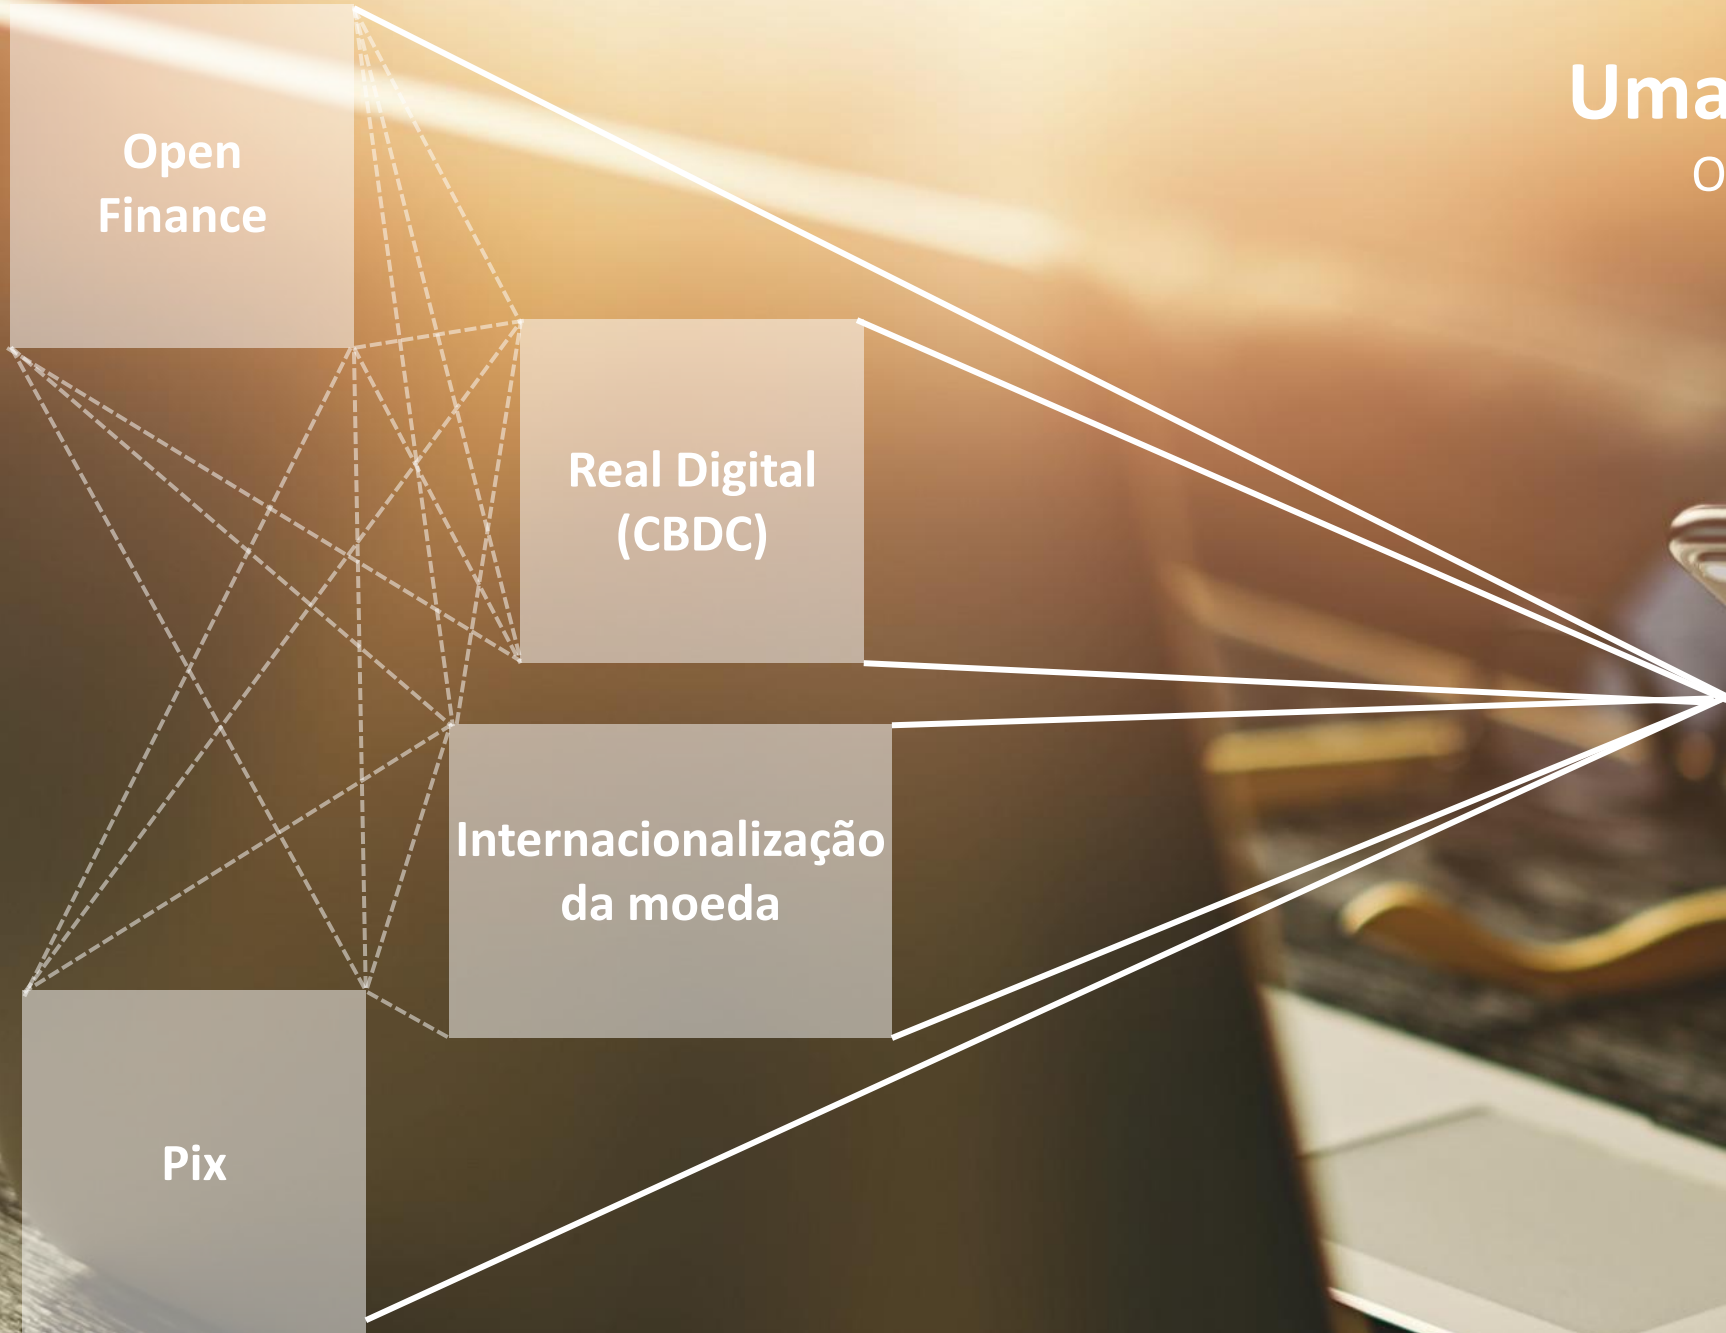 Open
Finance
Real Digital
(CBDC)
Internacionalização
da moeda
Pix
Uma
O